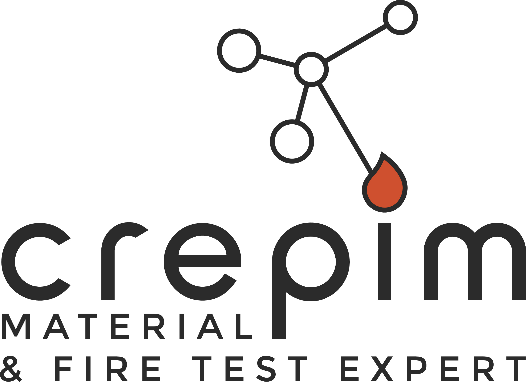 crepim
MATERIAL
& FIRE TEST EXPERT